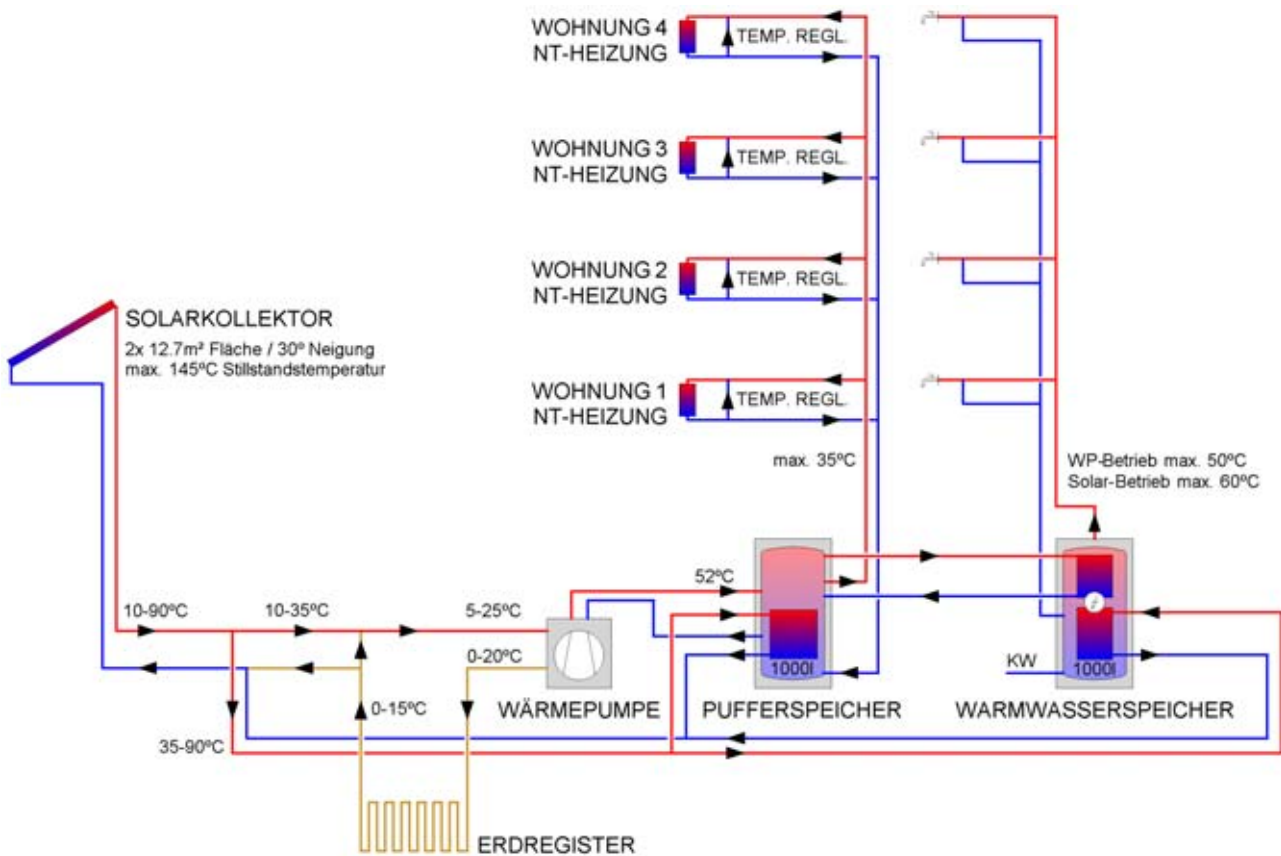 WOHNUNG 4
NT-HEIZUNG
TEMP. REGL.
WOHNUNG 3
NT-HEIZUNG
TEMP. REGL.
WOHNUNG 2
NT-HEIZUNG
TEMP. REGL.
SOLARKOLLEKTOR
2x 12.7m² Fläche / 30º Neigung
max. 145ºC Stillstandstemperatur
WOHNUNG 1
NT-HEIZUNG
TEMP. REGL.
max. 35ºC
WP-Betrieb max. 50ºC
Solar-Betrieb max. 60ºC
52ºC
10-90ºC
10-35ºC
5-25ºC
0-20ºC
1000l
KW
1000l
0-15ºC
WÄRMEPUMPE
PUFFERSPEICHER
WARMWASSERSPEICHER
35-90ºC
ERDREGISTER